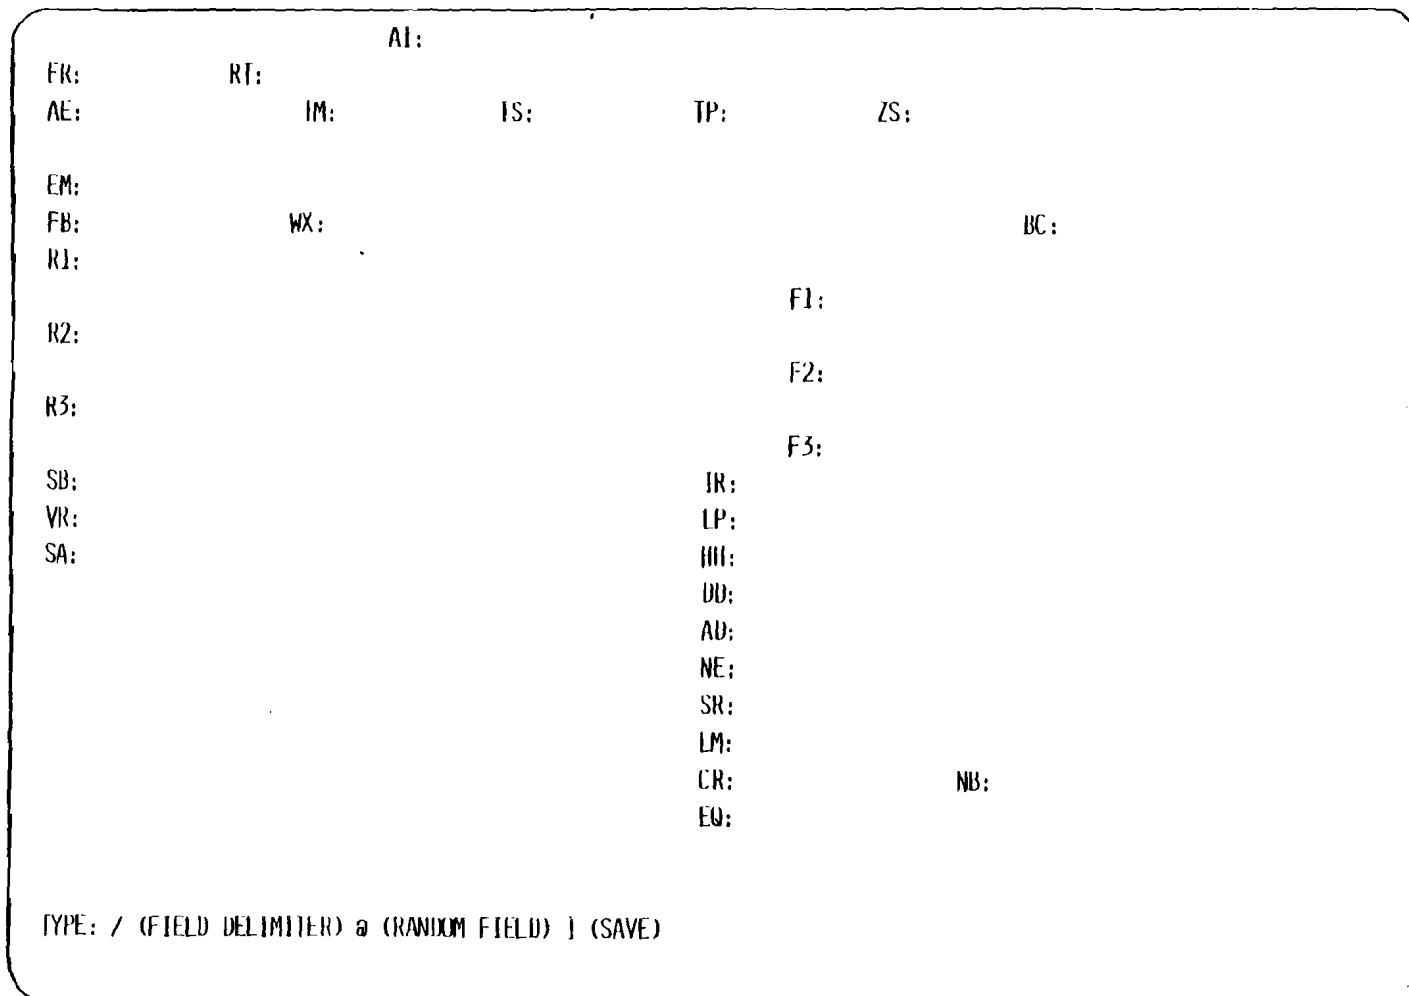 AI:
FR: RT:
AE: TM: TS: TP: ZS:
EM:
FB: WX: BC:
R1:
F1:
R2:
F2:
R3:
F3:
SB: IR:
VR: LP:
SA: HH:
DD:
AD:
NE:
SR:
LM:
CR: NB:
EQ:
TYPE: / (FIELD DELIMITER) @ (RANDOM FIELD) ] (SAVE)